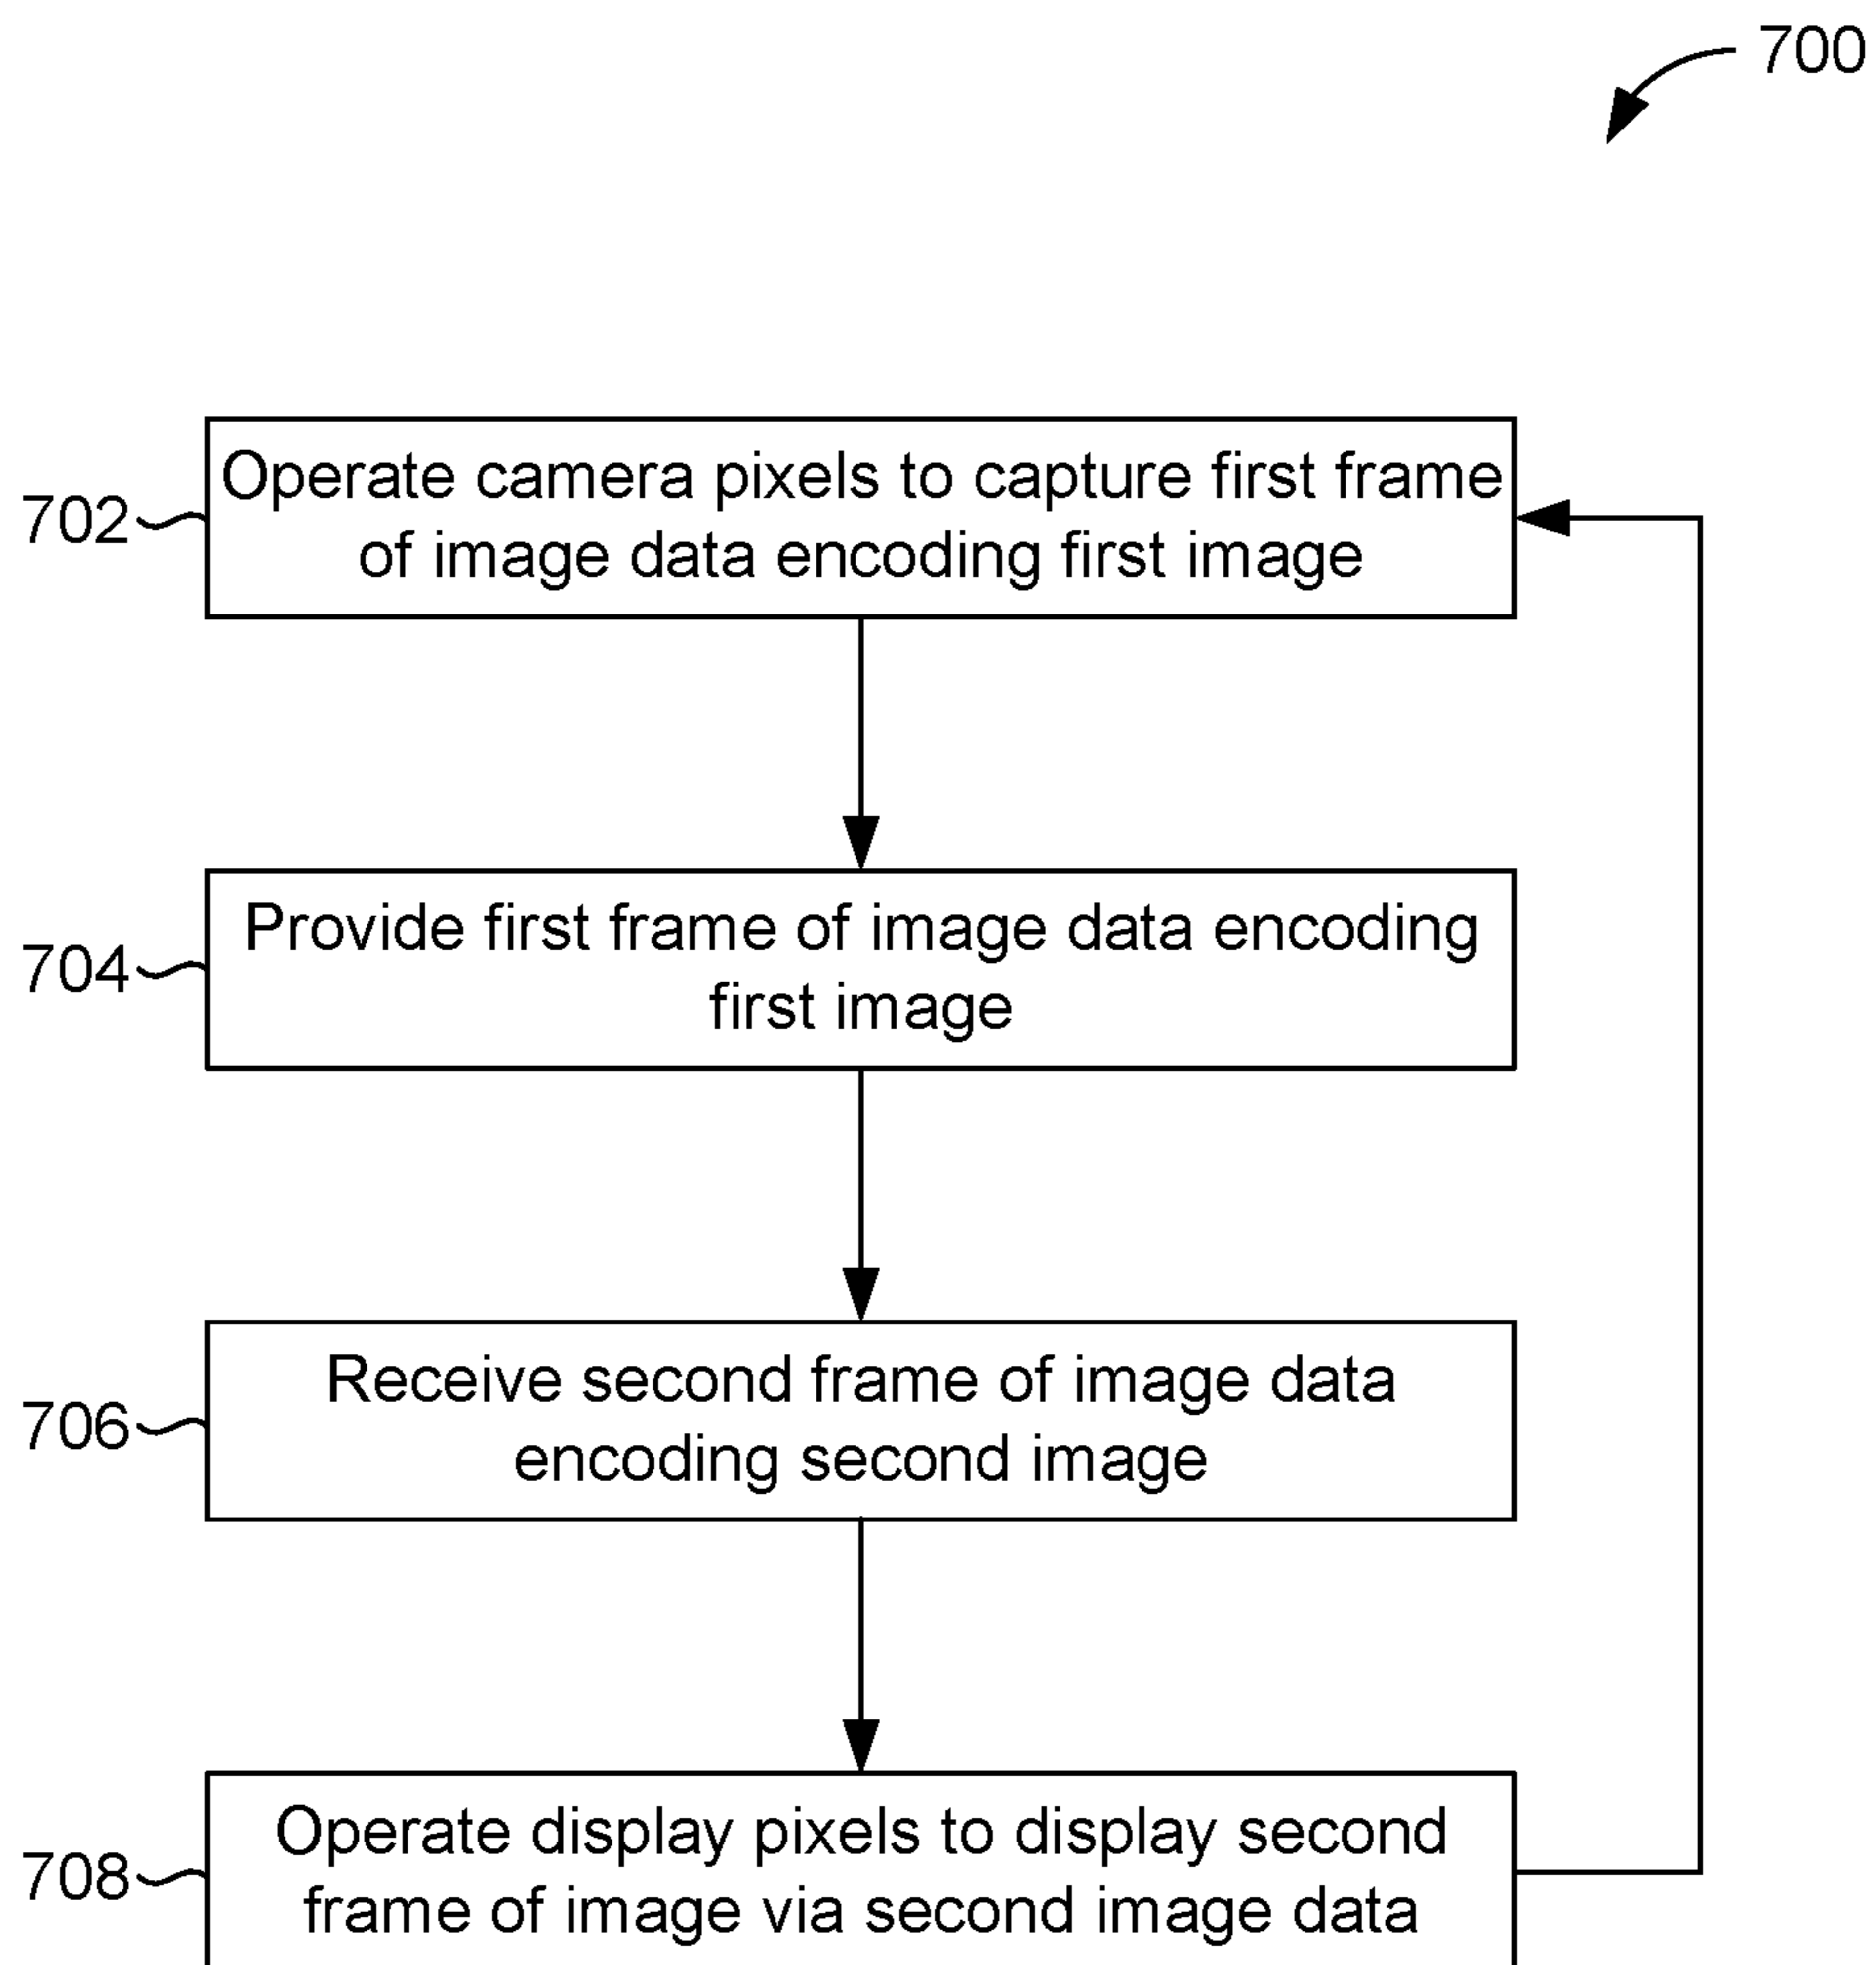 700
702
Operate camera pixels to capture first frame
of image data encoding first image
704
Provide first frame of image data encoding
first image
706
Receive second frame of image data
encoding second image
708
Operate display pixels to display second
frame of image via second image data